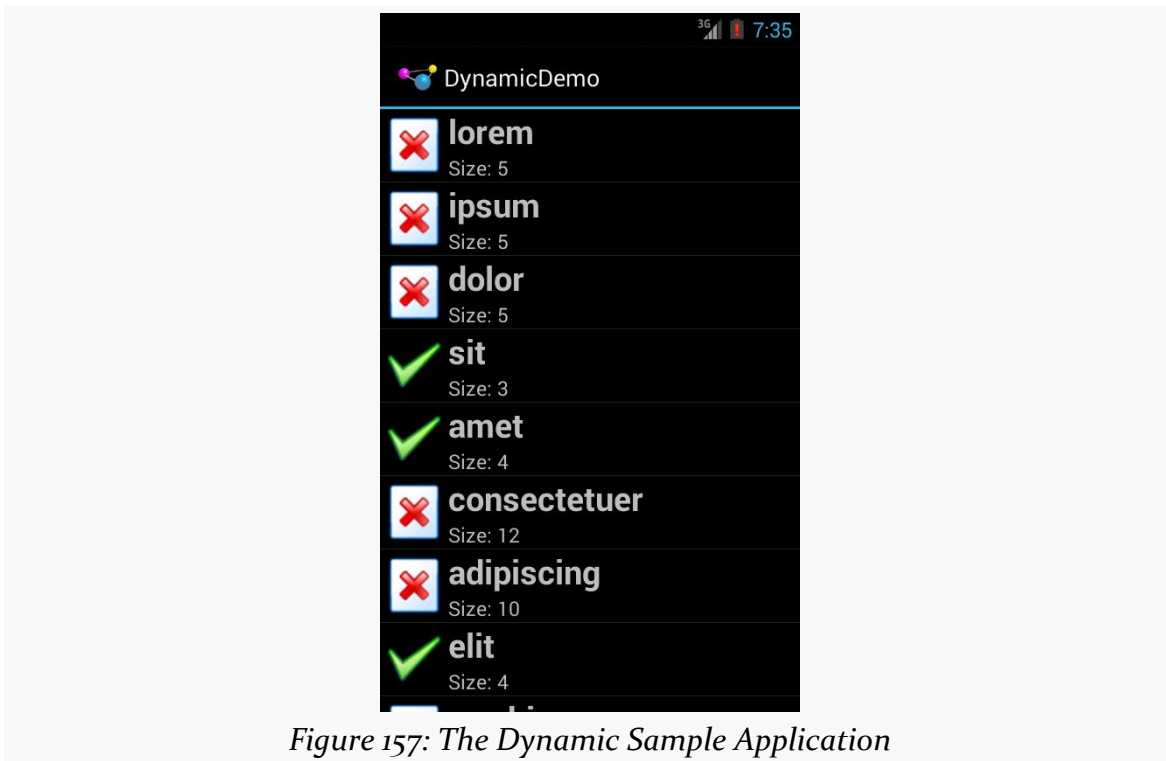 3G 7:35
DynamicDemo
lorem
Size: 5
ipsum
Size: 5
dolor
Size: 5
sit
Size: 3
amet
Size: 4
consectetuer
Size: 12
adipiscing
Size: 10
elit
Size: 4
Figure 157: The Dynamic Sample Application